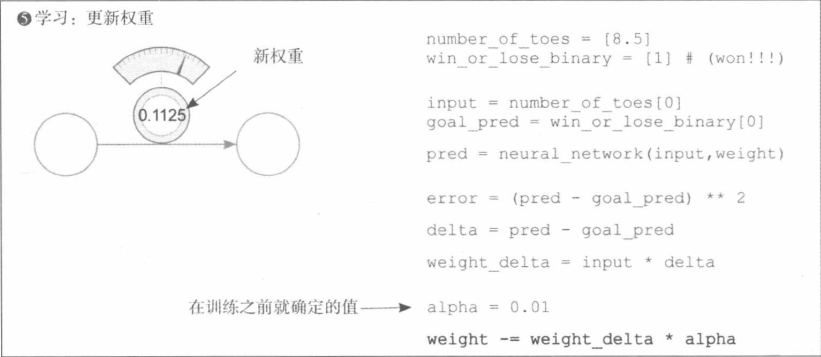 ❺学习：更新权重
新权重
0.1125
number_of_toes = [8.5]
win_or_lose_binary = [1] # (won!!!)
input = number_of_toes[0]
goal_pred = win_or_lose_binary[0]
pred = neural_network(input,weight)
error = (pred - goal_pred) ** 2
delta = pred - goal_pred
weight_delta = input * delta
在训练之前就确定的值
alpha = 0.01
weight -= weight_delta * alpha